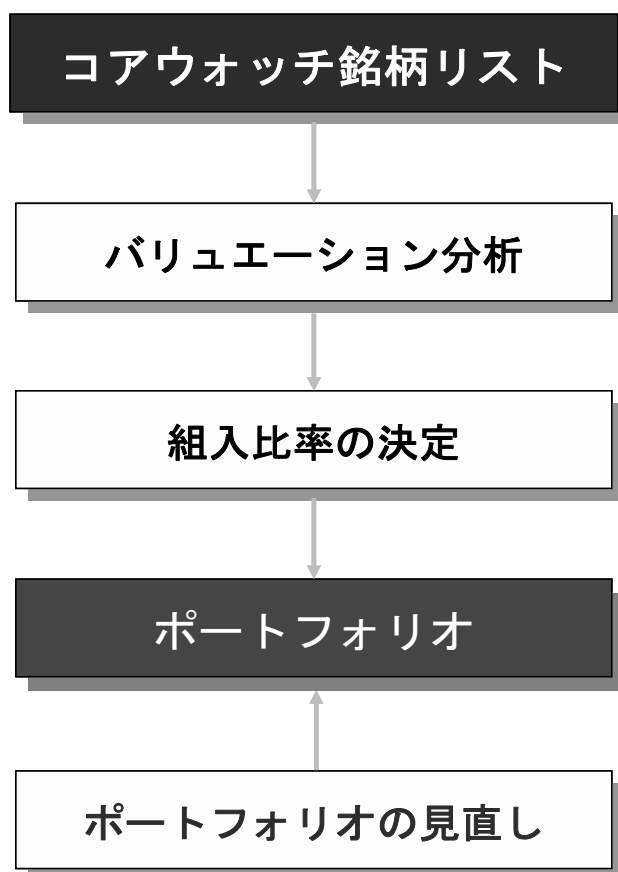 コアウォッチ銘柄リスト
バリュエーション分析
組入比率の決定
ポートフォリオ
ポートフォリオの見直し